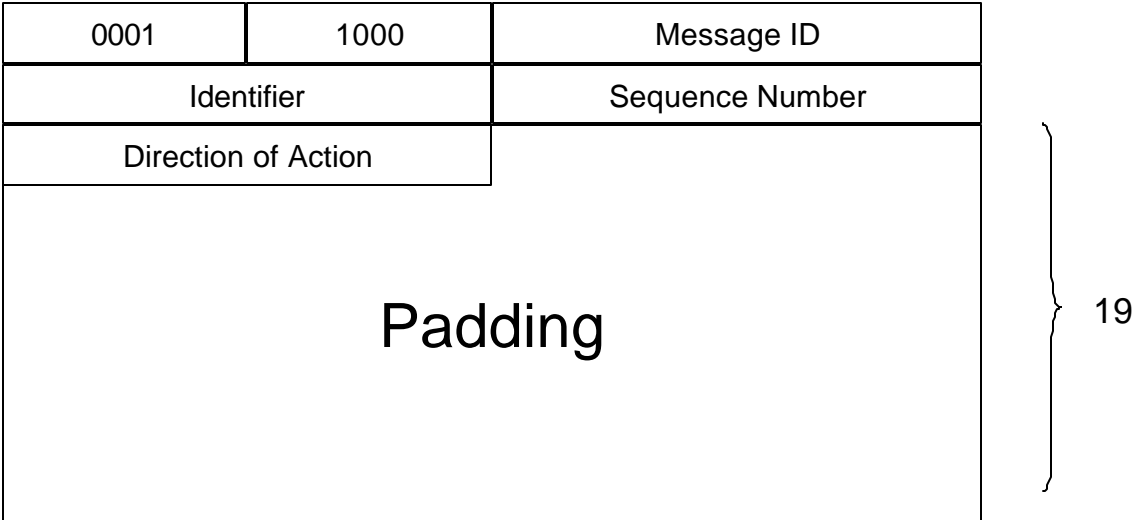 0001 1000 Message ID
Identifier Sequence Number
Direction of Action
Padding
19